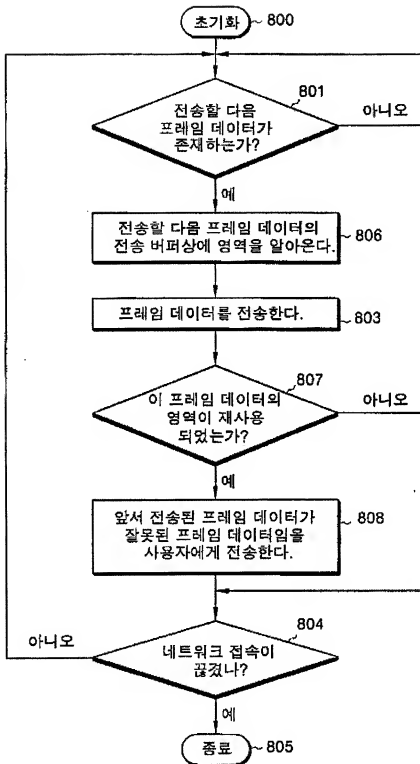 초기화
800
801
전송할 다음
프레임 데이터가
존재하는가?
아니오
예
전송할 다음 프레임 데이터의
전송 버퍼상에 영역을 알아온다.
806
프레임 데이터를 전송한다.
803
807
이 프레임 데이터의
영역이 재사용
되었는가?
아니오
예
앞서 전송된 프레임 데이터가
잘못된 프레임 데이터임을
사용자에게 전송한다.
808
804
아니오
네트워크 접속이
끊겼나?
예
종료
805